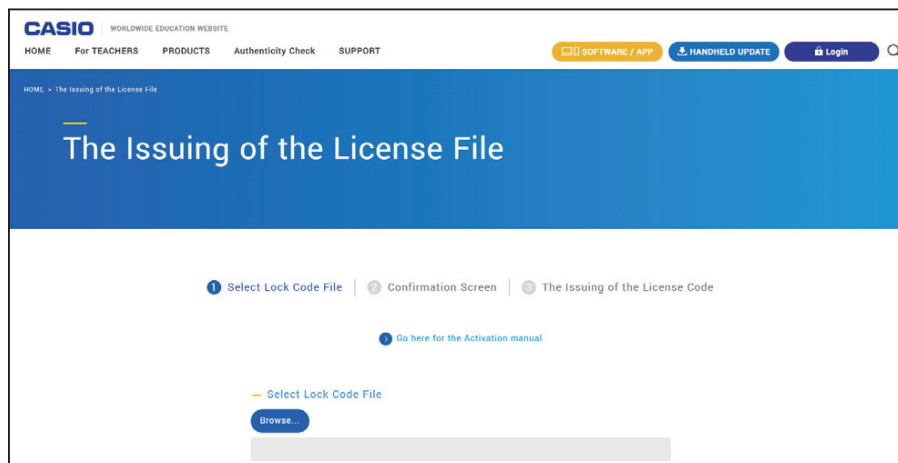 CASIO WORLDWIDE EDUCATION WEBSITE
HOME For TEACHERS PRODUCTS Authenticity Check SUPPORT SOFTWARE / APP HANDHELD UPDATE Login
HOME > The Issuing of the License File
The Issuing of the License File
1 Select Lock Code File 2 Confirmation Screen 3 The Issuing of the License Code
Go here for the Activation manual
Select Lock Code File
Browse...